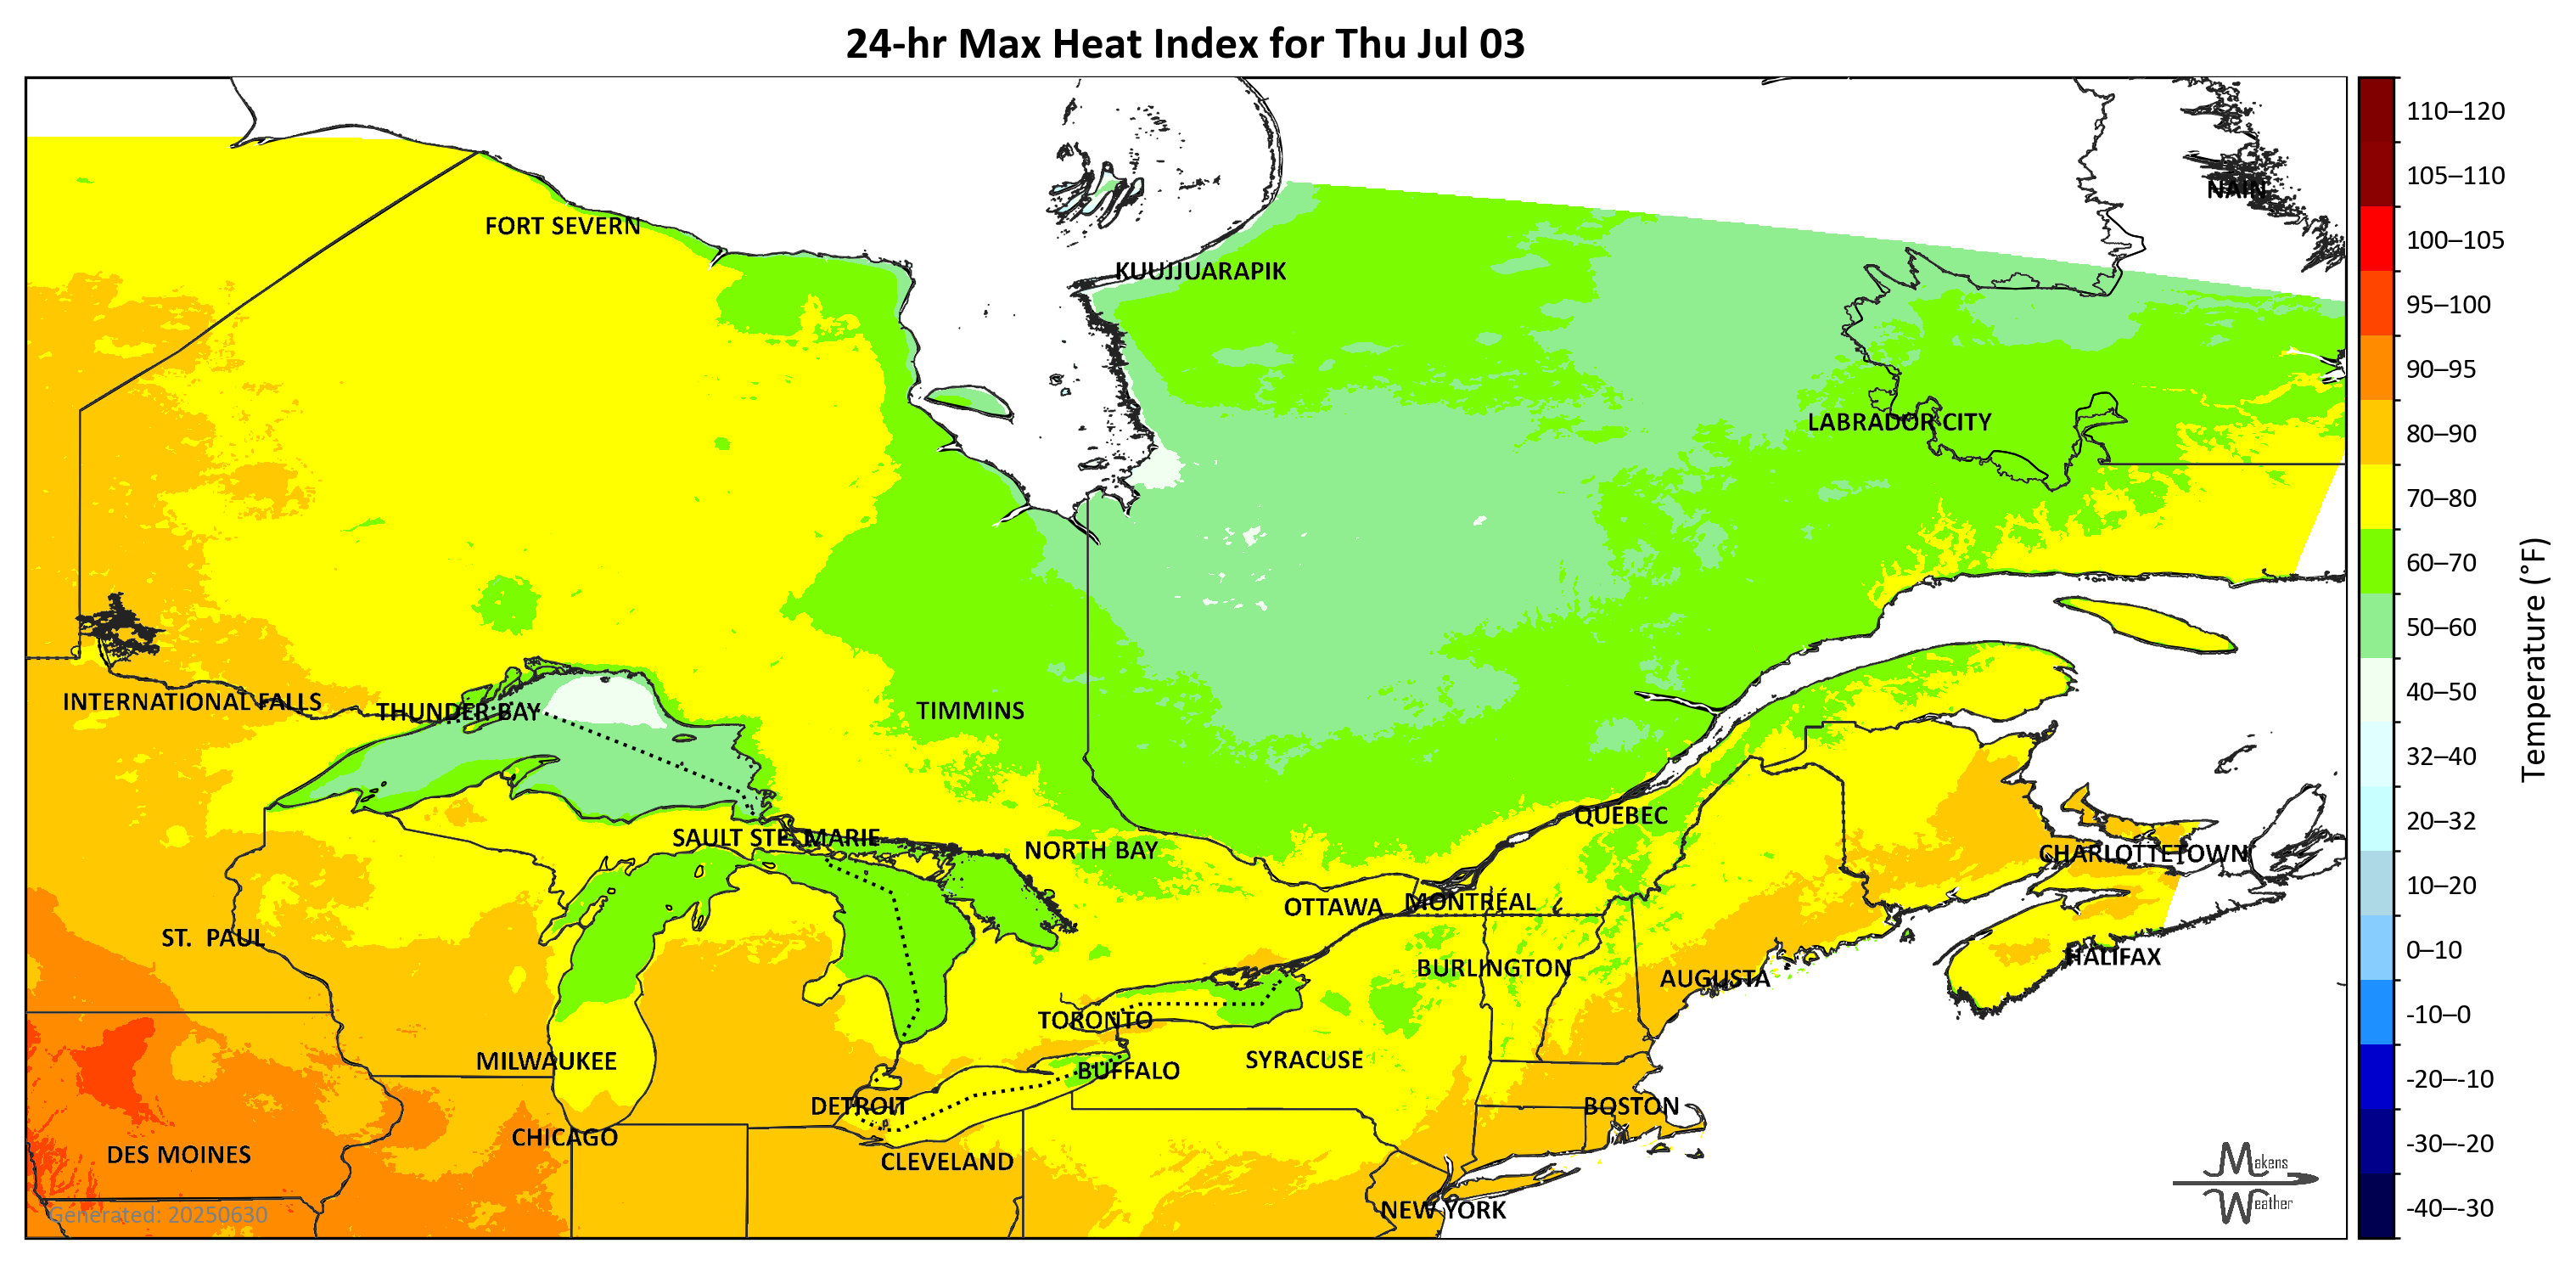 24-hr Max Heat Index for Thu Jul 03
110–120
105–110
NAIN
FORT SEVERN
100–105
KUUJJUARAPIK
95–100
90–95
LABRADOR CITY
80–90
70–80
60–70
50–60
Temperature (°F)
40–50
INTERNATIONAL FALLS
THUNDER BAY
TIMMINS
32–40
QUEBEC
20–32
SAULT STE. MARIE
NORTH BAY
CHARLOTTETOWN
10–20
OTTAWA
MONTRÉAL
ST. PAUL
0–10
HALIFAX
BURLINGTON
AUGUSTA
TORONTO
-10–0
MILWAUKEE
SYRACUSE
BUFFALO
-20–-10
DETROIT
BOSTON
CHICAGO
-30–-20
DES MOINES
CLEVELAND
Makens
Weather
NEW YORK
-40–-30
Generated: 20250630